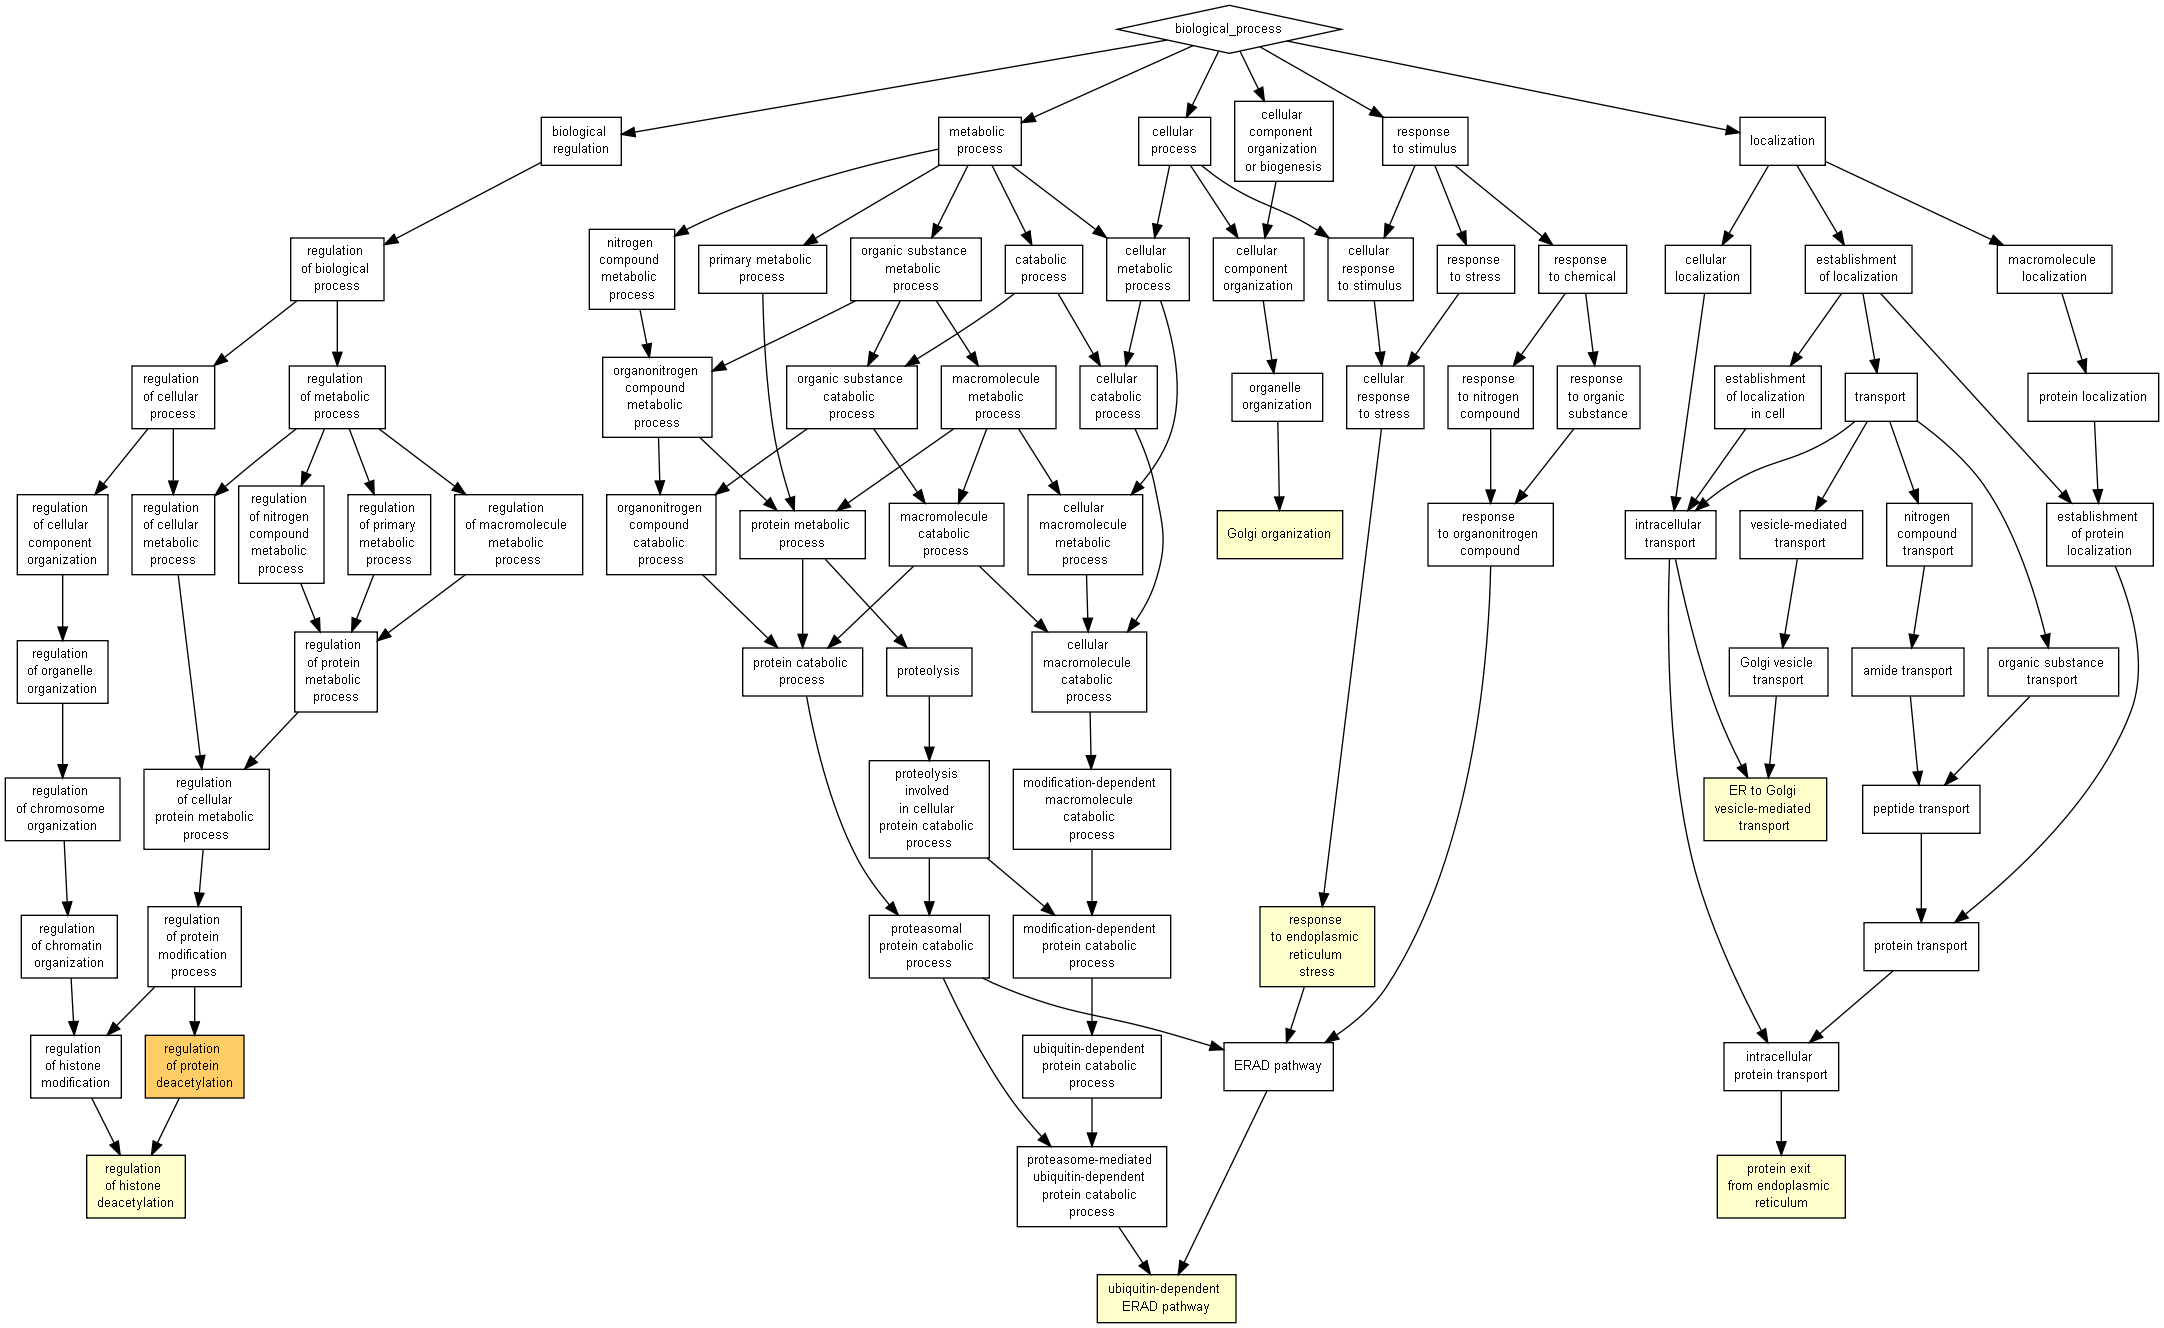 biological_process
biological
regulation
metabolic
process
cellular
process
cellular
component
organization
or biogenesis
response
to stimulus
localization
regulation
of biological
process
nitrogen
compound
metabolic
process
primary metabolic
process
organic substance
metabolic
process
catabolic
process
cellular
metabolic
process
cellular
component
organization
cellular
response
to stimulus
response
to stress
response
to chemical
cellular
localization
establishment
of localization
macromolecule
localization
regulation
of cellular
process
regulation
of metabolic
process
organonitrogen
compound
metabolic
process
organic substance
catabolic
process
macromolecule
metabolic
process
cellular
catabolic
process
organelle
organization
cellular
response
to stress
response
to nitrogen
compound
response
to organic
substance
establishment
of localization
in cell
transport
protein localization
regulation
of cellular
component
organization
regulation
of cellular
metabolic
process
regulation
of nitrogen
compound
metabolic
process
regulation
of primary
metabolic
process
regulation
of macromolecule
metabolic
process
organonitrogen
compound
catabolic
process
protein metabolic
process
macromolecule
catabolic
process
cellular
macromolecule
metabolic
process
Golgi organization
response
to organonitrogen
compound
intracellular
transport
vesicle-mediated
transport
nitrogen
compound
transport
establishment
of protein
localization
regulation
of organelle
organization
regulation
of protein
metabolic
process
protein catabolic
process
proteolysis
cellular
macromolecule
catabolic
process
Golgi vesicle
transport
amide transport
organic substance
transport
regulation
of chromosome
organization
regulation
of cellular
protein metabolic
process
proteolysis
involved
in cellular
protein catabolic
process
modification-dependent
macromolecule
catabolic
process
ER to Golgi
vesicle-mediated
transport
peptide transport
regulation
of chromatin
organization
regulation
of protein
modification
process
proteasomal
protein catabolic
process
modification-dependent
protein catabolic
process
response
to endoplasmic
reticulum
stress
protein transport
regulation
of histone
modification
regulation
of protein
deacetylation
ubiquitin-dependent
protein catabolic
process
ERAD pathway
intracellular
protein transport
regulation
of histone
deacetylation
proteasome-mediated
ubiquitin-dependent
protein catabolic
process
protein exit
from endoplasmic
reticulum
ubiquitin-dependent
ERAD pathway